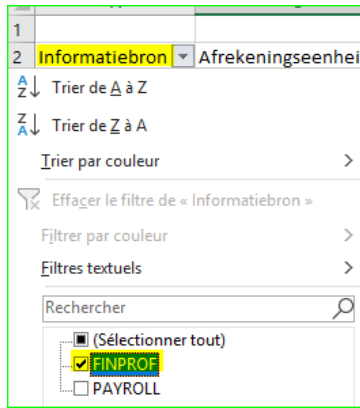 1
2 Informatiebron Afrekeningseenhei
Trier de A à Z
Trier de Z à A
Trier par couleur
Effacer le filtre de « Informatiebron »
Filtrer par couleur
Filtres textuels
Rechercher
(Sélectionner tout)
FINPROF
PAYROLL